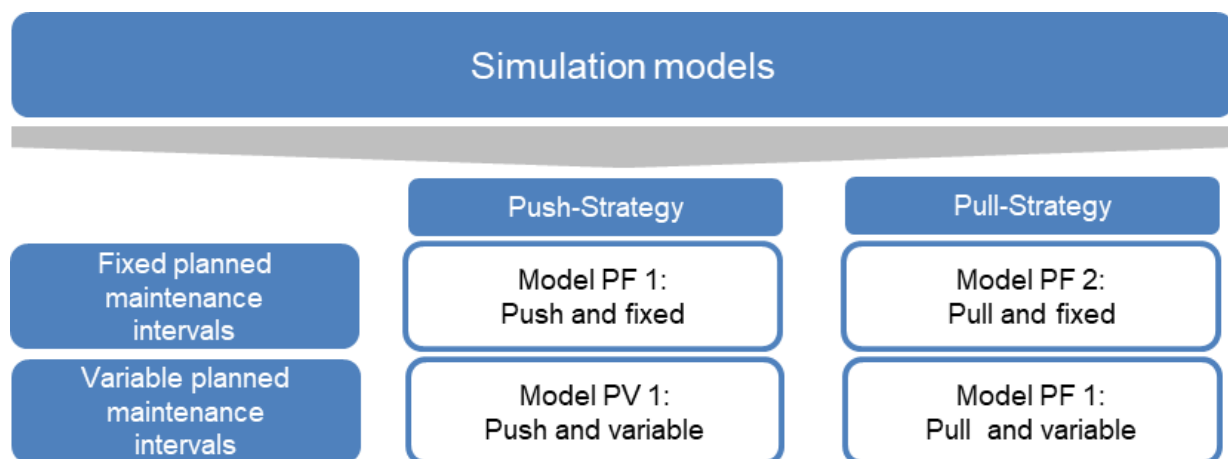 Simulation models
Push-Strategy
Pull-Strategy
Fixed planned
maintenance
intervals
Model PF 1:
Push and fixed
Model PF 2:
Pull and fixed
Variable planned
maintenance
intervals
Model PV 1:
Push and variable
Model PF 1:
Pull and variable